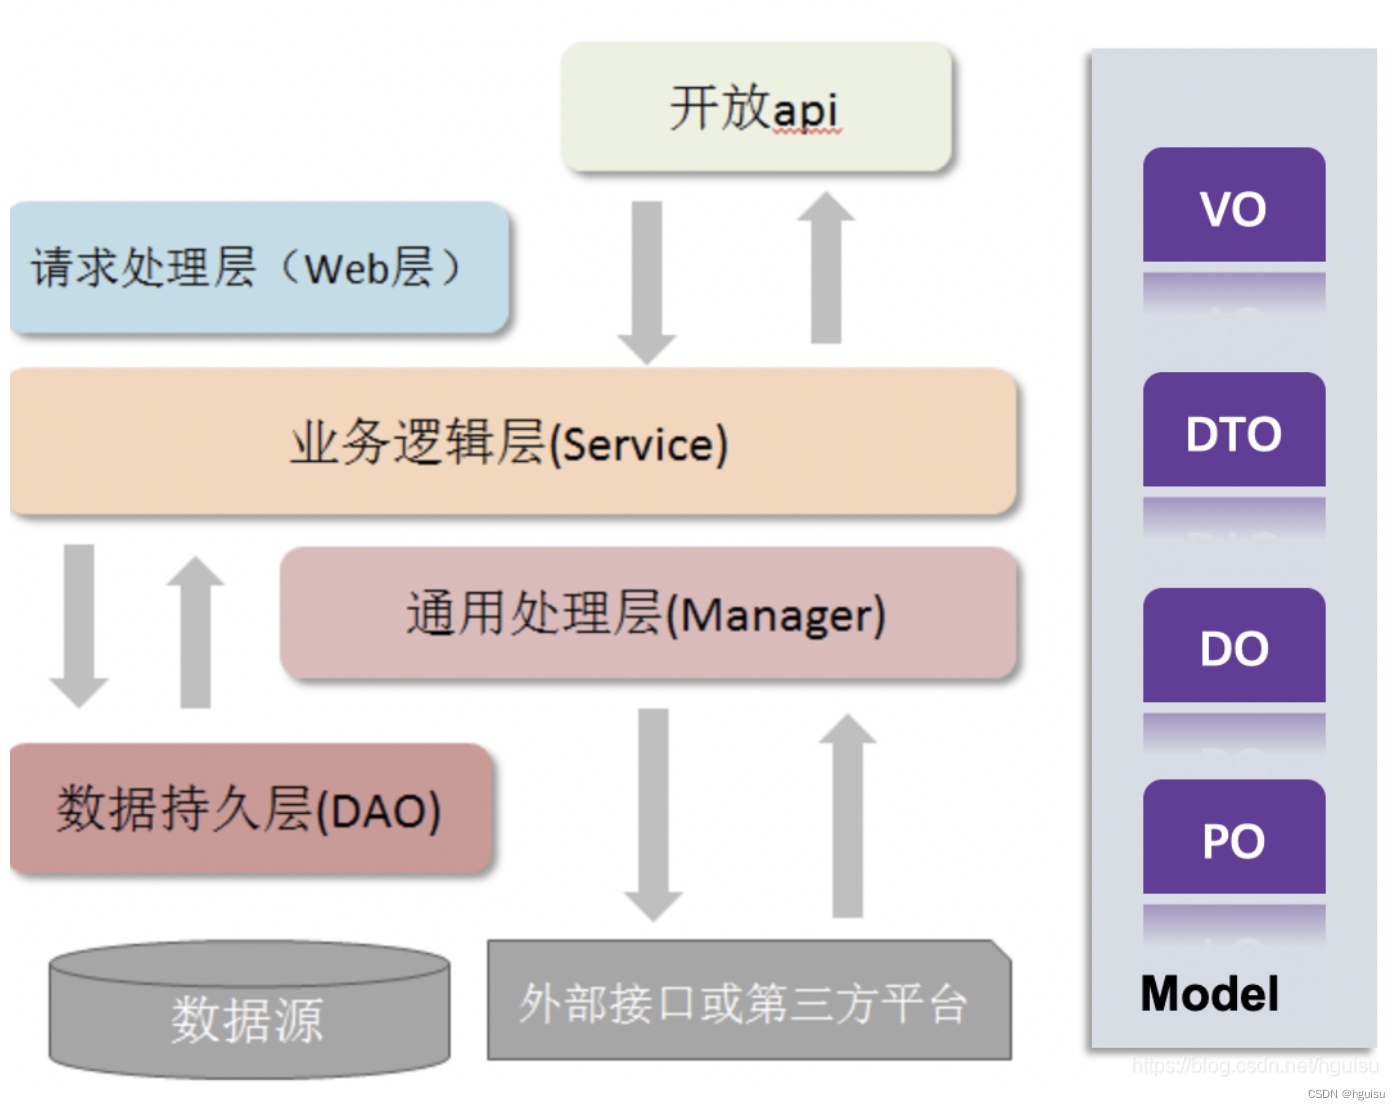 开放api
请求处理层（Web层）
业务逻辑层(Service)
通用处理层(Manager)
数据持久层(DAO)
数据源
外部接口或第三方平台
VO
DTO
DO
PO
Model
https://blog.csdn.net/hguisu
CSDN @hguisu